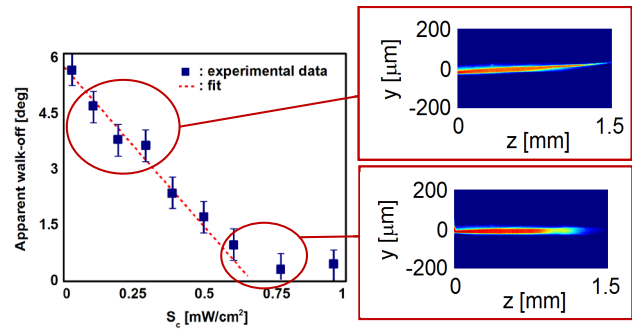 6
4.5
3
1.5
0
Apparent walk-off [deg]
: experimental data
: fit
0
0.25
0.5
0.75
1
S_c [mW/cm²]
200
0
-200
y [µm]
0
1.5
z [mm]
200
0
-200
y [µm]
0
1.5
z [mm]